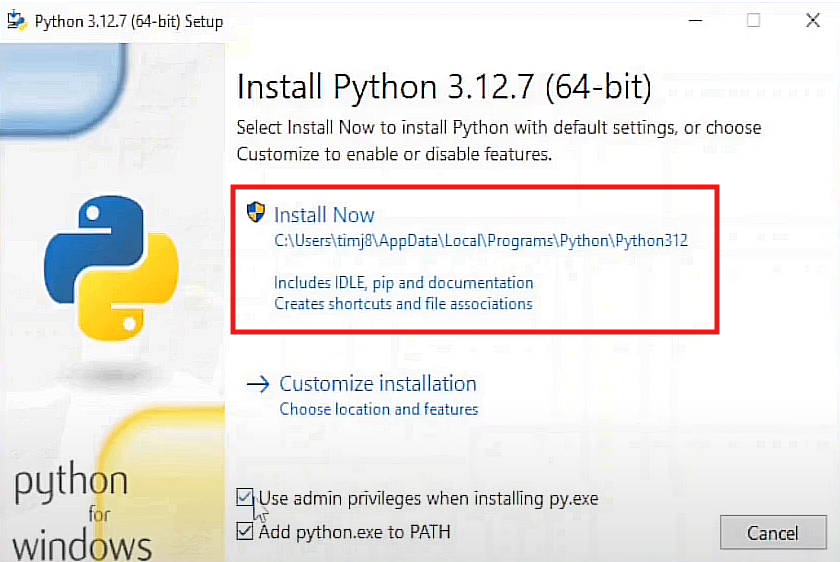 Python 3.12.7 (64-bit) Setup
Install Python 3.12.7 (64-bit)
Select Install Now to install Python with default settings, or choose
Customize to enable or disable features.
Install Now
C:\Users\timj8\AppData\Local\Programs\Python\Python312
Includes IDLE, pip and documentation
Creates shortcuts and file associations
Customize installation
Choose location and features
Use admin privileges when installing py.exe
Add python.exe to PATH
Cancel
python
for
windows